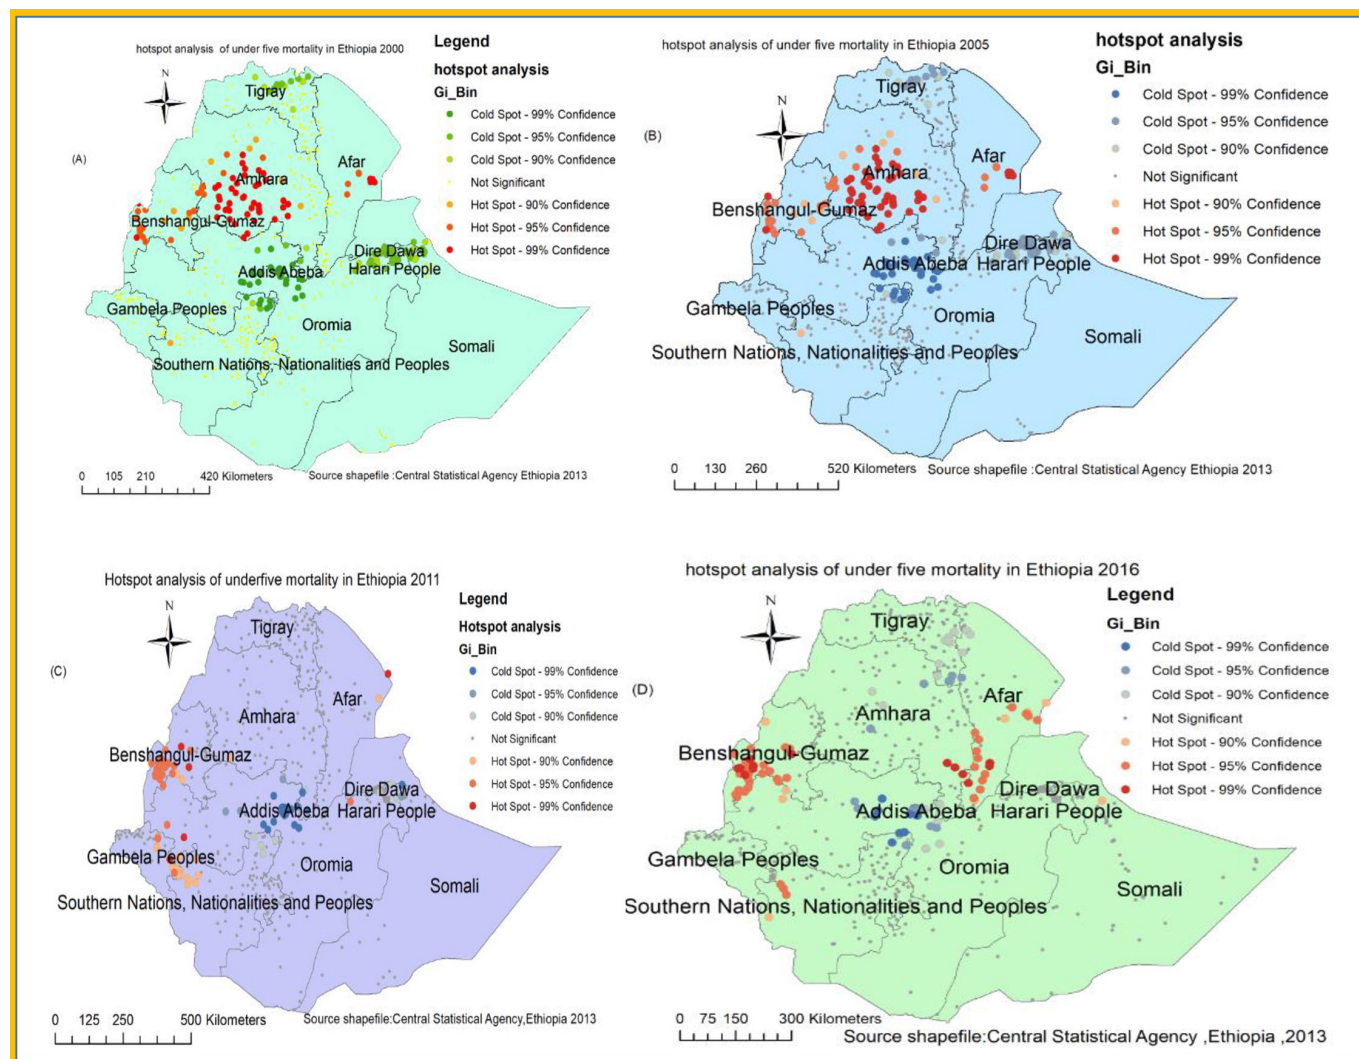 hotspot analysis of under five mortality in Ethiopia 2000
Legend
hotspot analysis
Gi_Bin
Cold Spot - 99% Confidence
Cold Spot - 95% Confidence
Cold Spot - 90% Confidence
Not Significant
Hot Spot - 90% Confidence
Hot Spot - 95% Confidence
Hot Spot - 99% Confidence
N
(A)
Tigray
Afar
Amhara
Benshangul-Gumaz
Dire Dawa
Addis Abeba
Harari People
Gambela Peoples
Oromia
Somali
Southern Nations, Nationalities and Peoples
0 105 210 420 Kilometers
Source shapefile :Central Statistical Agency Ethiopia 2013
hotspot analysis of under five mortality in Ethiopia 2005
hotspot analysis
Gi_Bin
Cold Spot - 99% Confidence
Cold Spot - 95% Confidence
Cold Spot - 90% Confidence
Not Significant
Hot Spot - 90% Confidence
Hot Spot - 95% Confidence
Hot Spot - 99% Confidence
N
(B)
Tigray
Afar
Amhara
Benshangul-Gumaz
Dire Dawa
Addis Abeba
Harari People
Gambela Peoples
Oromia
Somali
Southern Nations, Nationalities and Peoples
0 130 260 520 Kilometers
Source shapefile :Central Statistical Agency Ethiopia 2013
Hotspot analysis of underfive mortality in Ethiopia 2011
Legend
Hotspot analysis
Gi_Bin
Cold Spot - 99% Confidence
Cold Spot - 95% Confidence
Cold Spot - 90% Confidence
Not Significant
Hot Spot - 90% Confidence
Hot Spot - 95% Confidence
Hot Spot - 99% Confidence
N
(C)
Tigray
Afar
Amhara
Benshangul-Gumaz
Dire Dawa
Addis Abeba
Harari People
Gambela Peoples
Oromia
Somali
Southern Nations, Nationalities and Peoples
0 125 250 500 Kilometers
Source shapefile:Central Statistical Agency,Ethiopia 2013
hotspot analysis of under five mortality in Ethiopia 2016
Legend
Gi_Bin
Cold Spot - 99% Confidence
Cold Spot - 95% Confidence
Cold Spot - 90% Confidence
Not Significant
Hot Spot - 90% Confidence
Hot Spot - 95% Confidence
Hot Spot - 99% Confidence
N
(D)
Tigray
Afar
Amhara
Benshangul-Gumaz
Dire Dawa
Addis Abeba
Harari People
Gambela Peoples
Oromia
Somali
Southern Nations, Nationalities and Peoples
0 75 150 300 Kilometers
Source shapefile:Central Statistical Agency ,Ethiopia ,2013